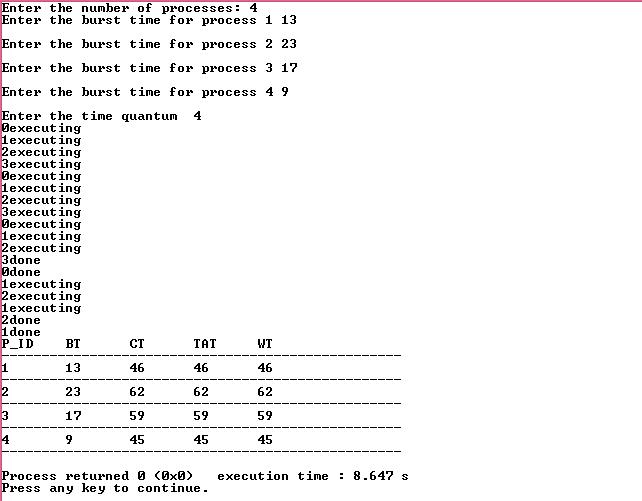 Enter the number of processes: 4
Enter the burst time for process 1 13
Enter the burst time for process 2 23
Enter the burst time for process 3 17
Enter the burst time for process 4 9
Enter the time quantum  4
0executing
1executing
2executing
3executing
0executing
1executing
2executing
3executing
0executing
1executing
2executing
3done
0done
1executing
2executing
1executing
2done
1done
P_ID BT CT TAT WT
1 13 46 46 46
2 23 62 62 62
3 17 59 59 59
4 9 45 45 45
Process returned 0 (0x0)   execution time : 8.647 s
Press any key to continue.